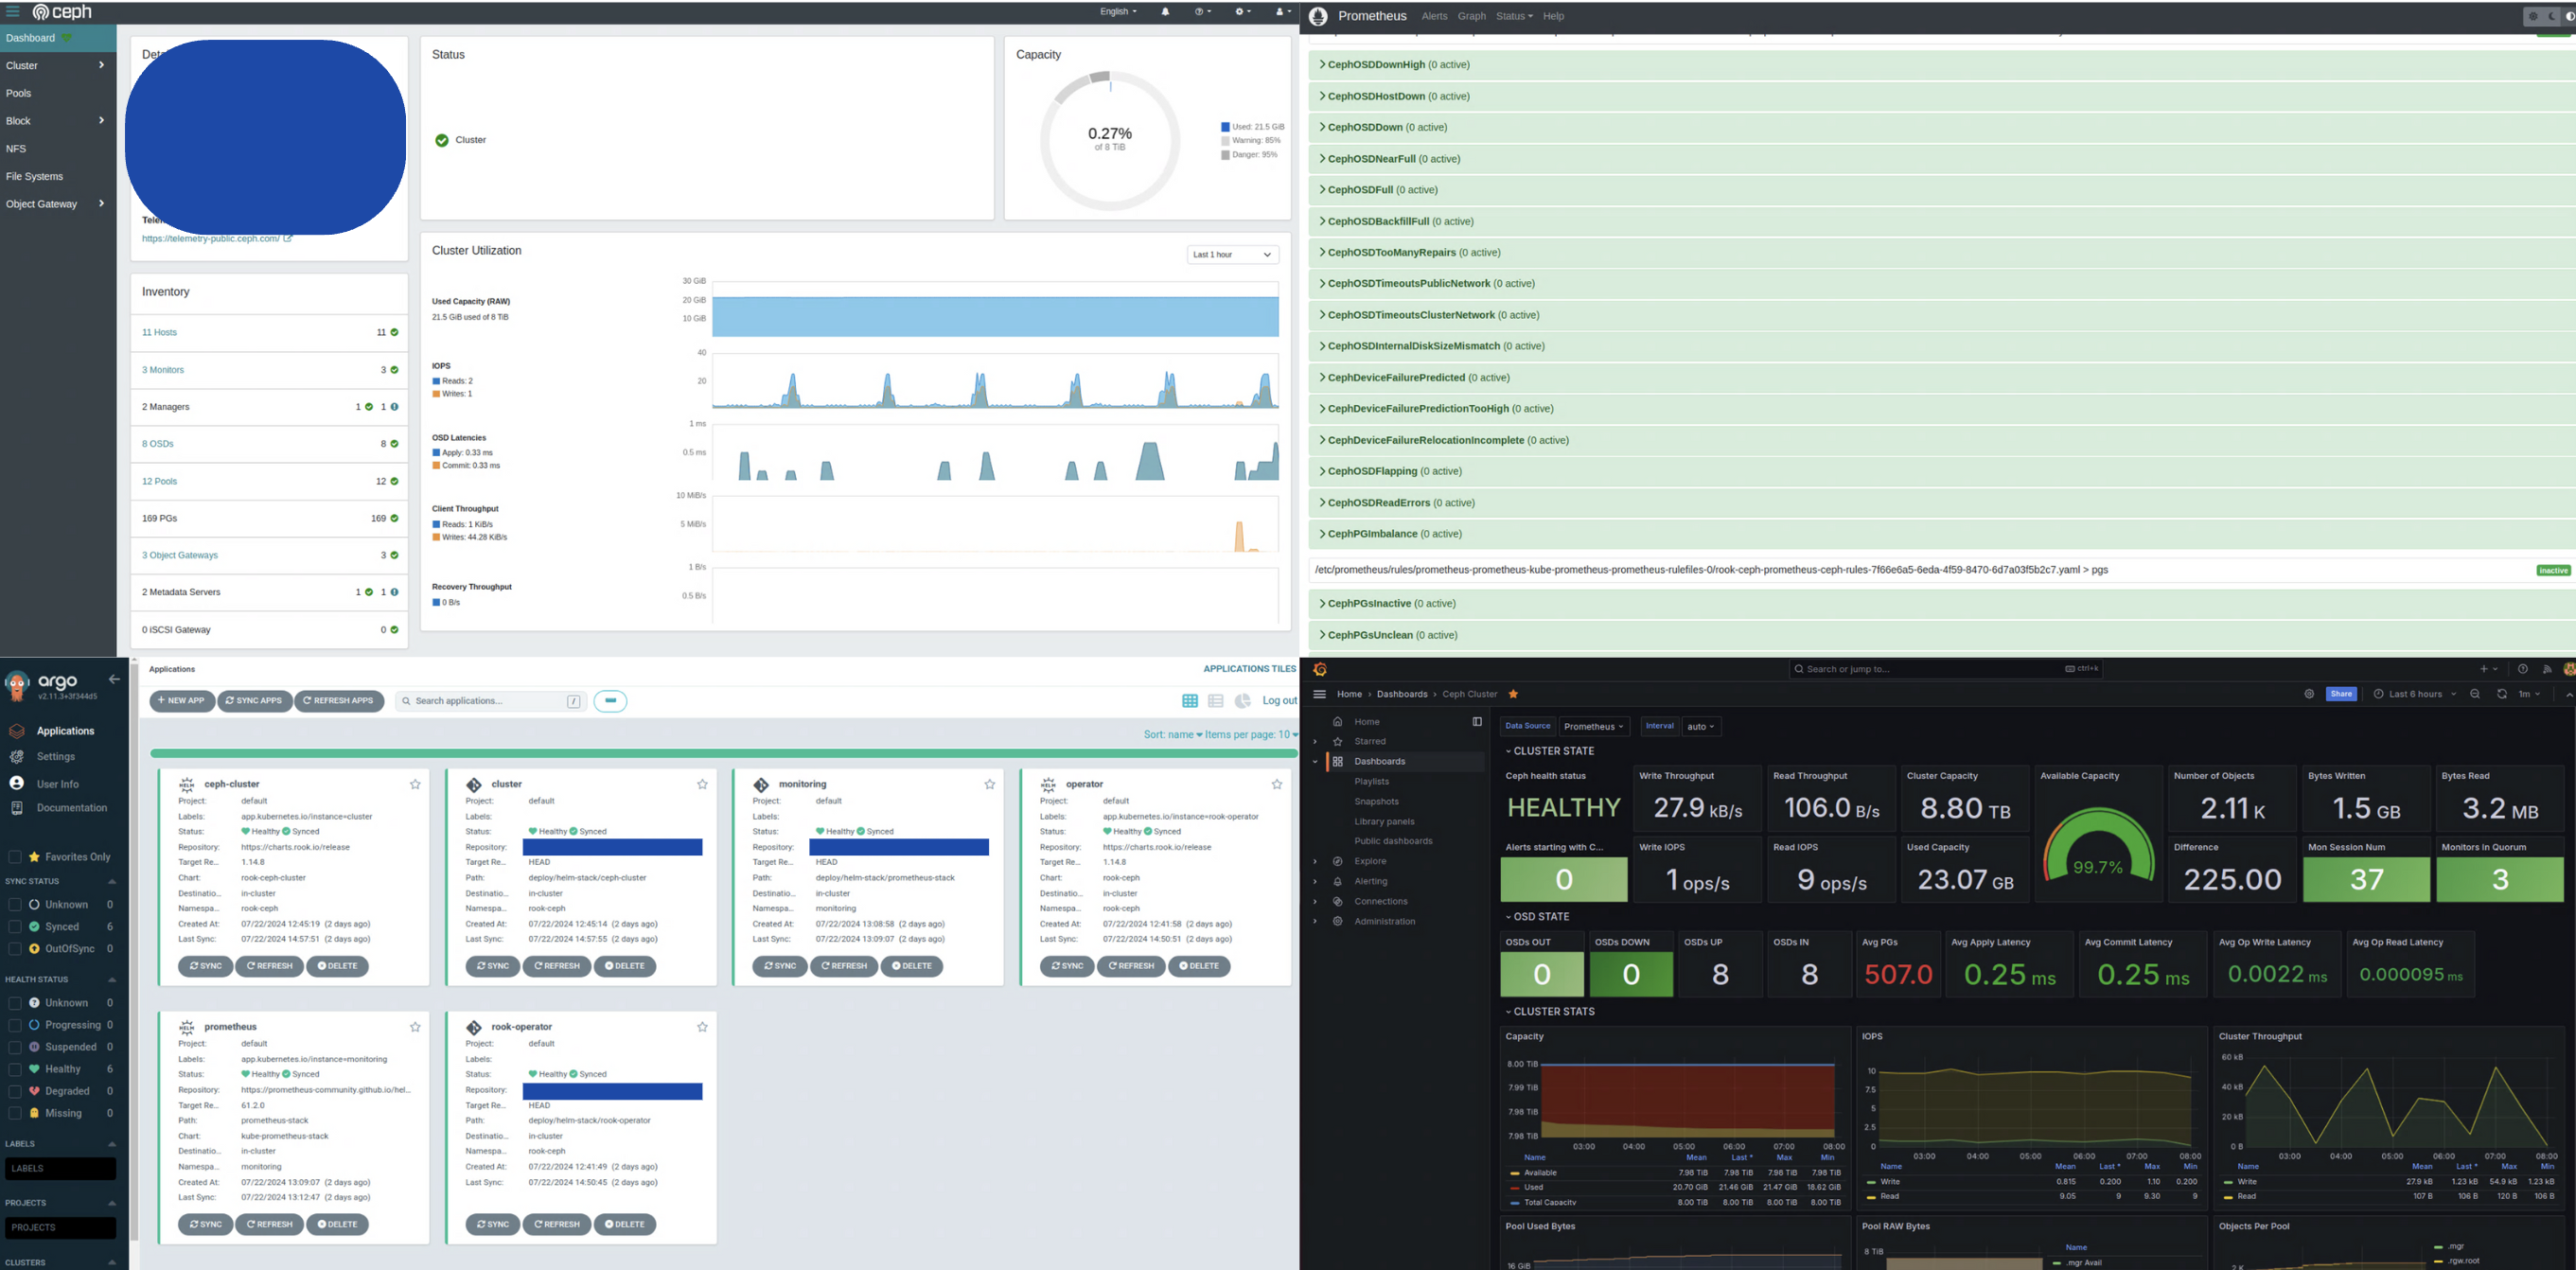 ceph
English
Dashboard
Cluster
Pools
Block
NFS
File Systems
Object Gateway
https://telemetry-public.ceph.com/
Status
Cluster
Capacity
0.27%
of 8 TiB
Used: 21.5 GiB
Warning: 85%
Danger: 95%
Inventory
11 Hosts 11
3 Monitors 3
2 Managers 1 1
8 OSDs 8
12 Pools 12
169 PGs 169
3 Object Gateways 3
2 Metadata Servers 1 1
0 iSCSI Gateway 0
Cluster Utilization
Last 1 hour
Used Capacity (RAW)
21.5 GiB used of 8 TiB
30 GiB
20 GiB
10 GiB
IOPS
Reads: 2
Writes: 1
40
20
OSD Latencies
Apply: 0.33 ms
Commit: 0.33 ms
1 ms
0.5 ms
Client Throughput
Reads: 1 KiB/s
Writes: 44.28 KiB/s
10 MiB/s
5 MiB/s
Recovery Throughput
0 B/s
1 B/s
0.5 B/s
Prometheus Alerts Graph Status Help
CephOSDDownHigh (0 active)
CephOSDHostDown (0 active)
CephOSDDown (0 active)
CephOSDNearFull (0 active)
CephOSDFull (0 active)
CephOSDBackfillFull (0 active)
CephOSDTooManyRepairs (0 active)
CephOSDTimeoutsPublicNetwork (0 active)
CephOSDTimeoutsClusterNetwork (0 active)
CephOSDInternalDiskSizeMismatch (0 active)
CephDeviceFailurePredicted (0 active)
CephDeviceFailurePredictionTooHigh (0 active)
CephDeviceFailureRelocationIncomplete (0 active)
CephOSDFlapping (0 active)
CephOSDReadErrors (0 active)
CephPGImbalance (0 active)
/etc/prometheus/rules/prometheus-prometheus-kube-prometheus-prometheus-rulefiles-0/rook-ceph-prometheus-ceph-rules-7f66e6a5-6eda-4f59-8470-6d7a03f5b2c7.yaml > pgs
inactive
CephPGsInactive (0 active)
CephPGsUnclean (0 active)
argo
v2.11.3+3f344d5
Applications
Settings
User Info
Documentation
Favorites Only
SYNC STATUS
Unknown 0
Synced 6
OutOfSync 0
HEALTH STATUS
Unknown 0
Progressing 0
Suspended 0
Healthy 6
Degraded 0
Missing 0
LABELS
LABELS
PROJECTS
PROJECTS
CLUSTERS
Applications
APPLICATIONS TILES
+ NEW APP SYNC APPS REFRESH APPS Search applications... /
Log out
Sort: name Items per page: 10
ceph-cluster
Project: default
Labels: app.kubernetes.io/instance=cluster
Status: Healthy Synced
Repository: https://charts.rook.io/release
Target Re... 1.14.8
Chart: rook-ceph-cluster
Destinatio... in-cluster
Namespa... rook-ceph
Created At: 07/22/2024 12:45:19 (2 days ago)
Last Sync: 07/22/2024 14:57:51 (2 days ago)
SYNC REFRESH DELETE
cluster
Project: default
Labels:
Status: Healthy Synced
Repository:
Target Re... HEAD
Path: deploy/helm-stack/ceph-cluster
Destinatio... in-cluster
Namespa... rook-ceph
Created At: 07/22/2024 12:45:14 (2 days ago)
Last Sync: 07/22/2024 14:57:55 (2 days ago)
SYNC REFRESH DELETE
monitoring
Project: default
Labels:
Status: Healthy Synced
Repository:
Target Re... HEAD
Path: deploy/helm-stack/prometheus-stack
Destinatio... in-cluster
Namespa... monitoring
Created At: 07/22/2024 13:08:58 (2 days ago)
Last Sync: 07/22/2024 13:09:07 (2 days ago)
SYNC REFRESH DELETE
operator
Project: default
Labels: app.kubernetes.io/instance=rook-operator
Status: Healthy Synced
Repository: https://charts.rook.io/release
Target Re... 1.14.8
Chart: rook-ceph
Destinatio... in-cluster
Namespa... rook-ceph
Created At: 07/22/2024 12:41:58 (2 days ago)
Last Sync: 07/22/2024 14:50:51 (2 days ago)
SYNC REFRESH DELETE
prometheus
Project: default
Labels: app.kubernetes.io/instance=monitoring
Status: Healthy Synced
Repository: https://prometheus-community.github.io/hel...
Target Re... 61.2.0
Path: prometheus-stack
Chart: kube-prometheus-stack
Destinatio... in-cluster
Namespa... monitoring
Created At: 07/22/2024 13:09:07 (2 days ago)
Last Sync: 07/22/2024 13:12:47 (2 days ago)
SYNC REFRESH DELETE
rook-operator
Project: default
Labels:
Status: Healthy Synced
Repository:
Target Re... HEAD
Path: deploy/helm-stack/rook-operator
Destinatio... in-cluster
Namespa... rook-ceph
Created At: 07/22/2024 12:41:49 (2 days ago)
Last Sync: 07/22/2024 14:50:45 (2 days ago)
SYNC REFRESH DELETE
Search or jump to... ctrl+k
Home > Dashboards > Ceph Cluster
Share Last 6 hours 1m
Home
Starred
Dashboards
Playlists
Snapshots
Library panels
Public dashboards
Explore
Alerting
Connections
Administration
Data Source Prometheus Interval auto
CLUSTER STATE
Ceph health status
HEALTHY
Write Throughput
27.9 kB/s
Read Throughput
106.0 B/s
Cluster Capacity
8.80 TB
Available Capacity
99.7%
Number of Objects
2.11 K
Bytes Written
1.5 GB
Bytes Read
3.2 MB
Alerts starting with C...
0
Write IOPS
1 ops/s
Read IOPS
9 ops/s
Used Capacity
23.07 GB
Difference
225.00
Mon Session Num
37
Monitors In Quorum
3
OSD STATE
OSDs OUT
0
OSDs DOWN
0
OSDs UP
8
OSDs IN
8
Avg PGs
507.0
Avg Apply Latency
0.25 ms
Avg Commit Latency
0.25 ms
Avg Op Write Latency
0.0022 ms
Avg Op Read Latency
0.000095 ms
CLUSTER STATS
Capacity
8.00 TiB
7.99 TiB
7.98 TiB
7.98 TiB
03:00 04:00 05:00 06:00 07:00 08:00
Name Mean Last * Max Min
Available 7.98 TiB 7.98 TiB 7.98 TiB 7.98 TiB
Used 20.70 GiB 21.46 GiB 21.47 GiB 18.62 GiB
Total Capacity 8.00 TiB 8.00 TiB 8.00 TiB 8.00 TiB
IOPS
10
7.5
5
2.5
0
03:00 04:00 05:00 06:00 07:00 08:00
Name Mean Last * Max Min
Write 0.815 0.200 1.10 0.200
Read 9.05 9 9.30 9
Cluster Throughput
60 kB
40 kB
20 kB
0 B
03:00 04:00 05:00 06:00 07:00 08:00
Name Mean Last * Max Min
Write 27.9 kB 1.23 kB 54.9 kB 1.23 kB
Read 107 B 106 B 120 B 106 B
Pool Used Bytes
16 GiB
Pool RAW Bytes
8 TiB
Name
.mgr Avail
Objects Per Pool
.mgr
.rgw.root